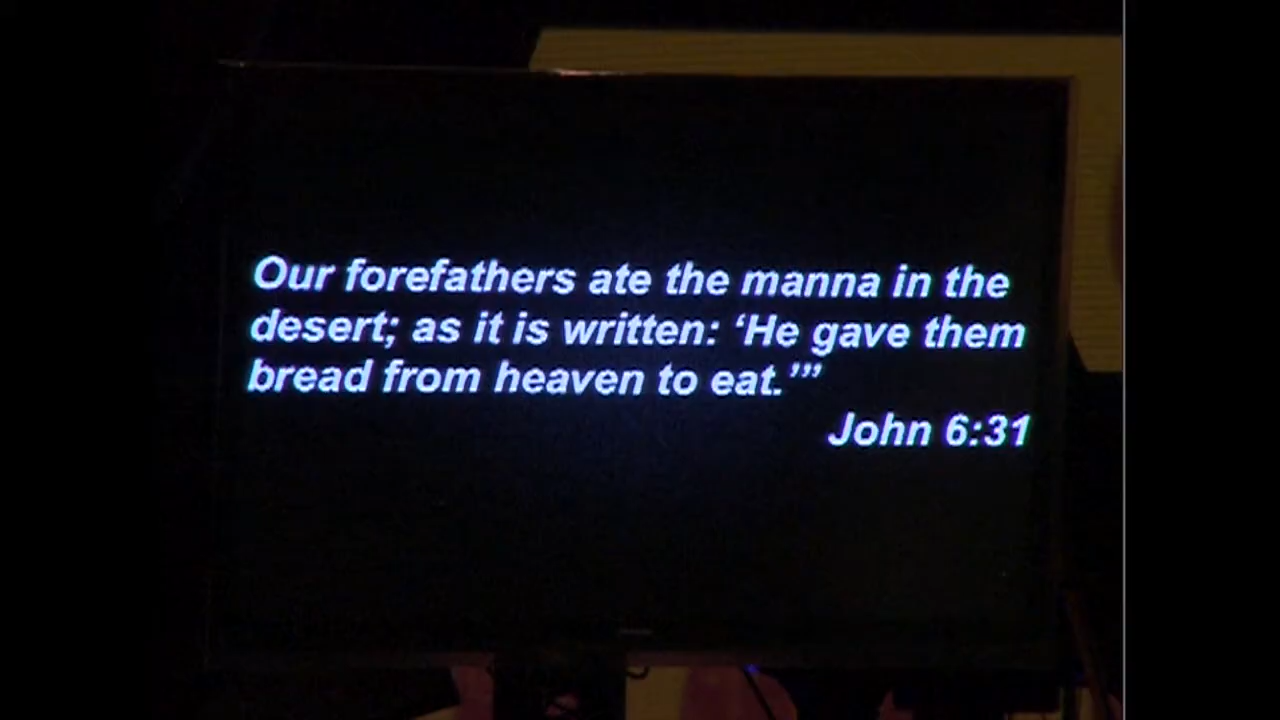 Our forefathers ate the manna in the
desert; as it is written: ‘He gave them
bread from heaven to eat.’”
John 6:31